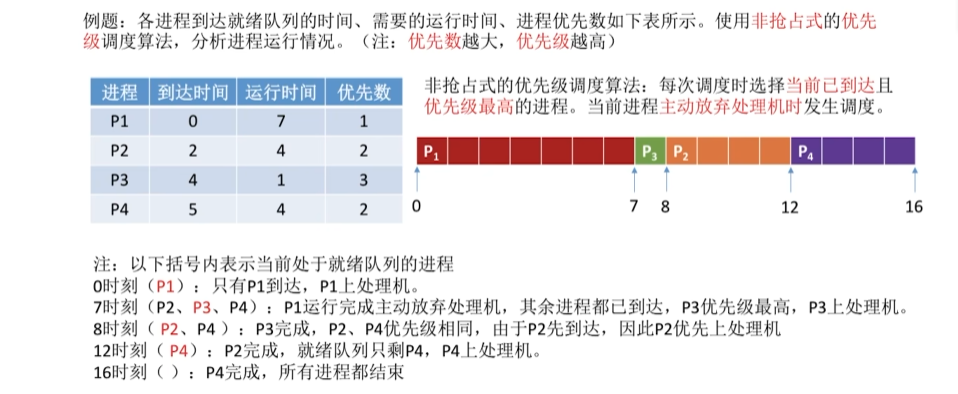 例题：各进程到达就绪队列的时间、需要的运行时间、进程优先数如下表所示。使用非抢占式的优先
级调度算法，分析进程运行情况。（注：优先数越大，优先级越高）
进程 到达时间 运行时间 优先数
P1 0 7 1
P2 2 4 2
P3 4 1 3
P4 5 4 2
非抢占式的优先级调度算法：每次调度时选择当前已到达且
优先级最高的进程。当前进程主动放弃处理机时发生调度。
P₁ P₃ P₂ P₄
0 7 8 12 16
注：以下括号内表示当前处于就绪队列的进程
0时刻（P1）：只有P1到达，P1上处理机。
7时刻（P2、P3、P4）：P1运行完成主动放弃处理机，其余进程都已到达，P3优先级最高，P3上处理机。
8时刻（ P2、P4 ）：P3完成，P2、P4优先级相同，由于P2先到达，因此P2优先上处理机
12时刻（ P4）：P2完成，就绪队列只剩P4，P4上处理机。
16时刻（ ）：P4完成，所有进程都结束